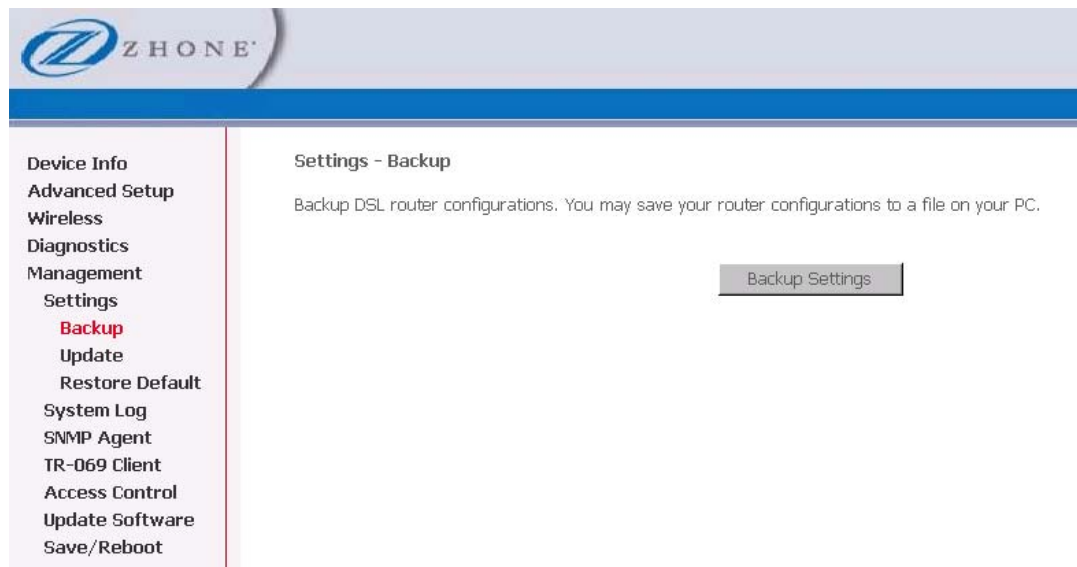 ZHONE
Device Info
Advanced Setup
Wireless
Diagnostics
Management
Settings
Backup
Update
Restore Default
System Log
SNMP Agent
TR-069 Client
Access Control
Update Software
Save/Reboot
Settings - Backup
Backup DSL router configurations. You may save your router configurations to a file on your PC.
Backup Settings